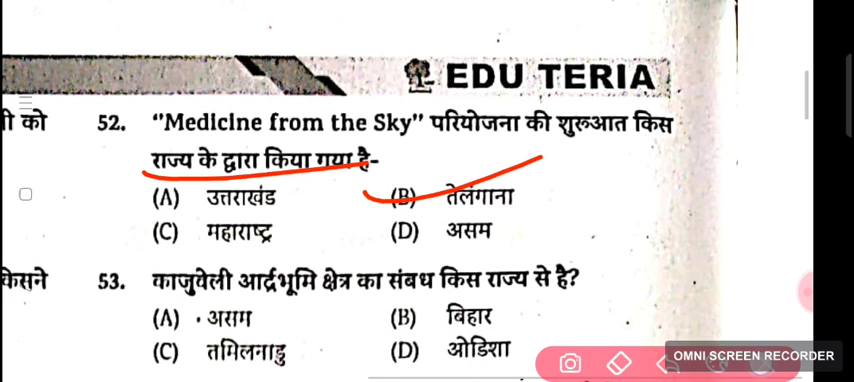 EDU TERIA
ी को 52. "Medicine from the Sky" परियोजना की शुरूआत किस
राज्य के द्वारा किया गया है-
(A) उत्तराखंड (B) तेलंगाना
(C) महाराष्ट्र (D) असम
केसने 53. काजुवेली आर्द्रभूमि क्षेत्र का संबध किस राज्य से है?
(A) असम (B) बिहार
(C) तमिलनाडु (D) ओडिशा
OMNI SCREEN RECORDER